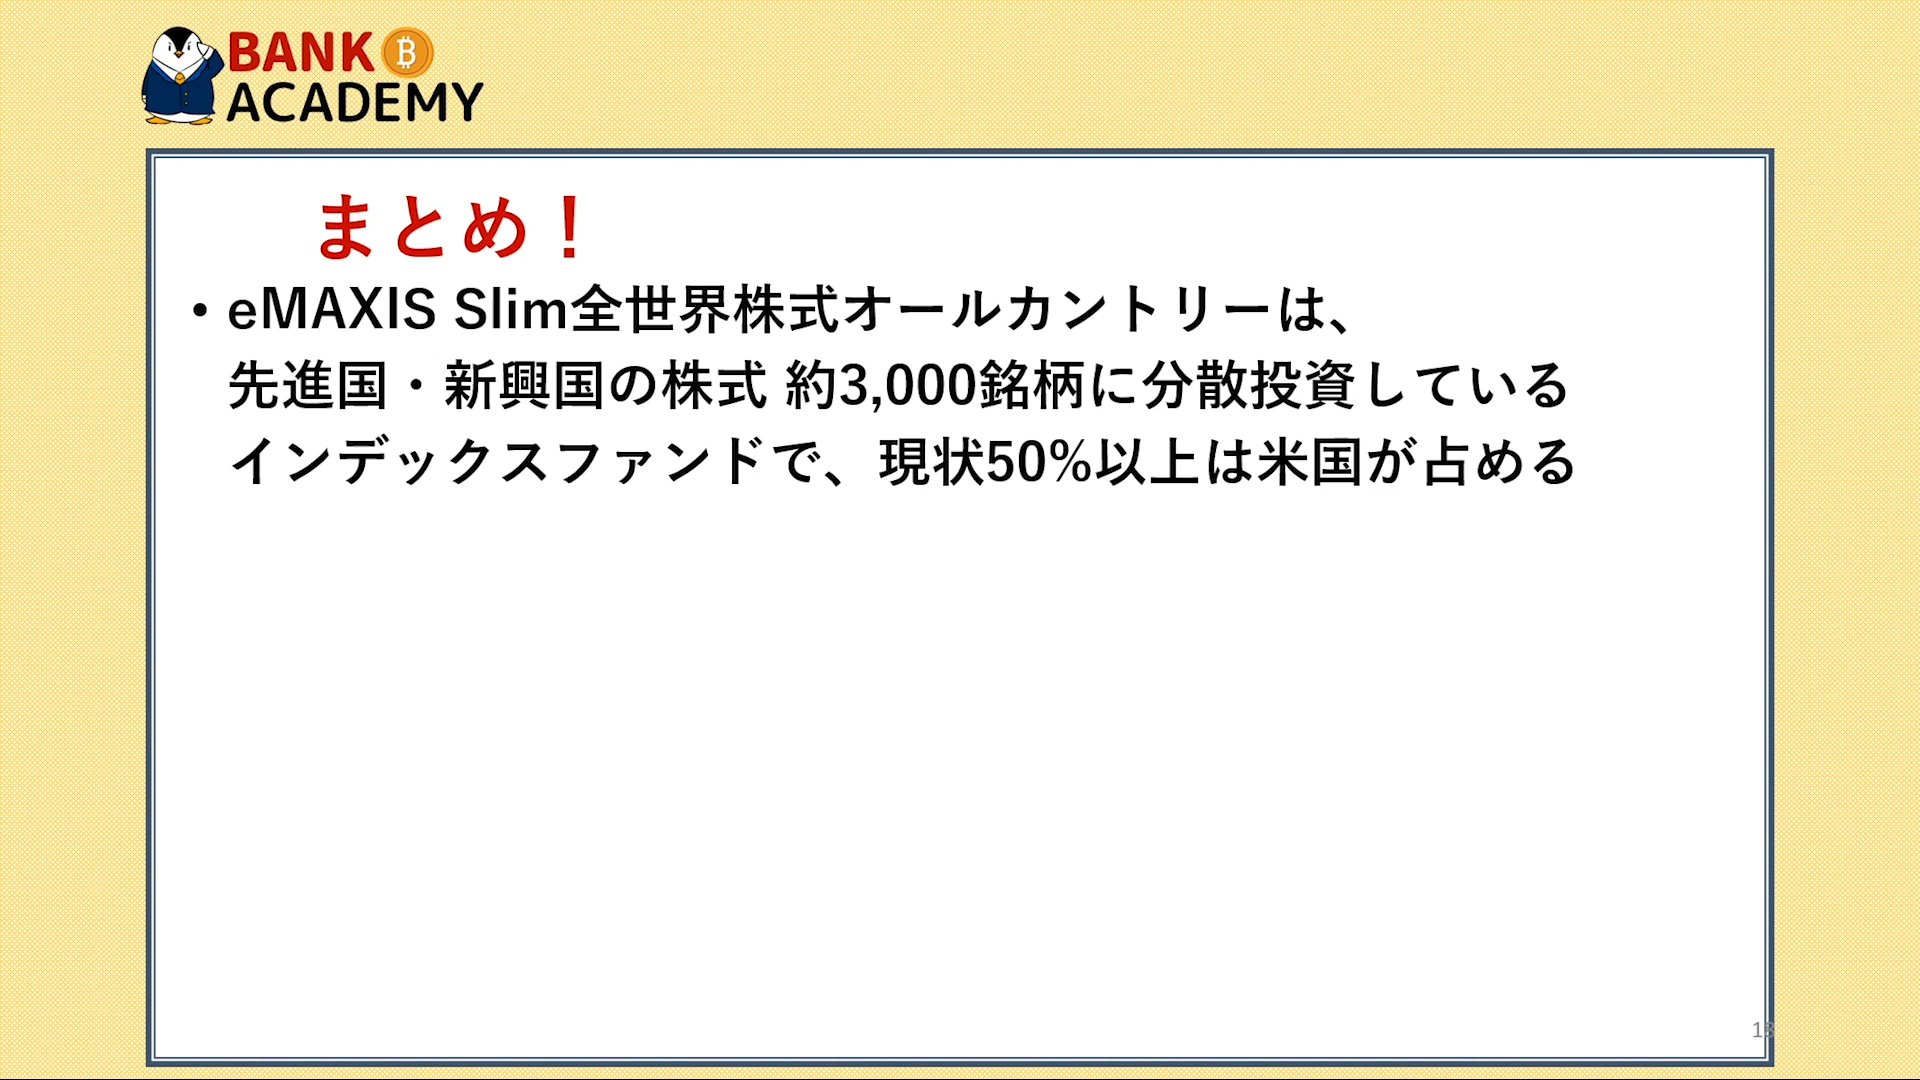 BANK
ACADEMY
まとめ！
・eMAXIS Slim全世界株式オールカントリーは、
先進国・新興国の株式 約3,000銘柄に分散投資している
インデックスファンドで、現状50%以上は米国が占める